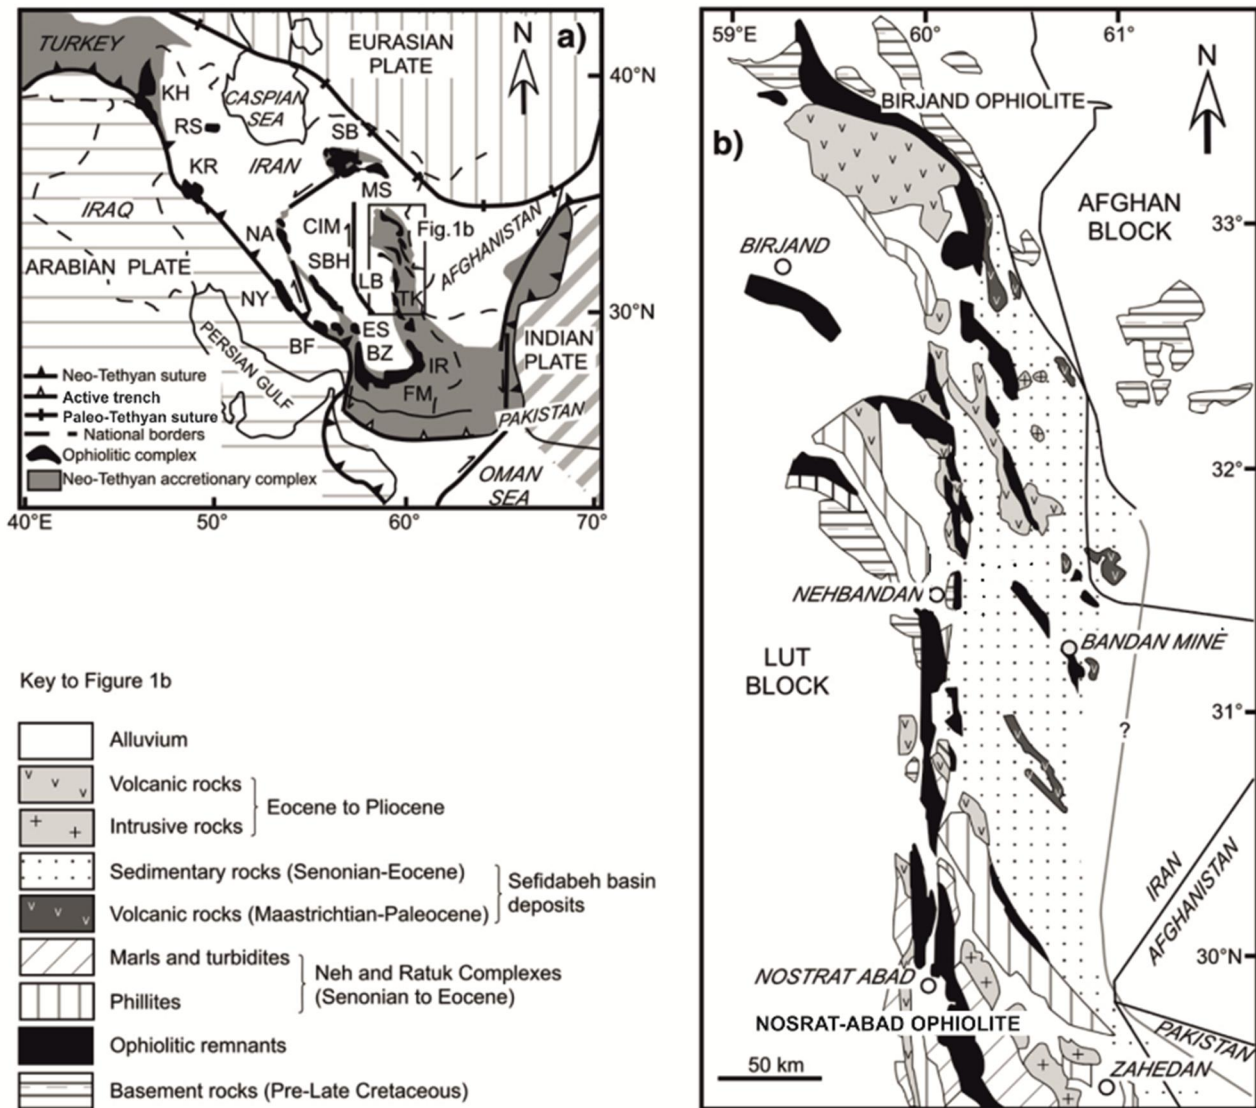 a)
N
TURKEY
EURASIAN
PLATE
40°N
KH
CASPIAN
SEA
RS
SB
KR
IRAN
MS
IRAQ
CIM
Fig.1b
NA
SBH
AFGHANISTAN
ARABIAN PLATE
LB
TK
NY
30°N
PERSIAN GULF
ES
INDIAN
PLATE
BF
BZ
IR
FM
PAKISTAN
OMAN
SEA
Neo-Tethyan suture
Active trench
Paleo-Tethyan suture
National borders
Ophiolitic complex
Neo-Tethyan accretionary complex
40°E
50°
60°
70°
Key to Figure 1b
Alluvium
Volcanic rocks
Eocene to Pliocene
Intrusive rocks
Sedimentary rocks (Senonian-Eocene)
Sefidabeh basin
deposits
Volcanic rocks (Maastrichtian-Paleocene)
Marls and turbidites
Neh and Ratuk Complexes
(Senonian to Eocene)
Phillites
Ophiolitic remnants
Basement rocks (Pre-Late Cretaceous)
b)
59°E
60°
61°
N
BIRJAND OPHIOLITE
AFGHAN
BLOCK
33°
BIRJAND
32°
NEHBANDAN
BANDAN MINE
LUT
BLOCK
31°
?
IRAN
AFGHANISTAN
NOSTRAT ABAD
30°N
NOSRAT-ABAD OPHIOLITE
PAKISTAN
50 km
ZAHEDAN